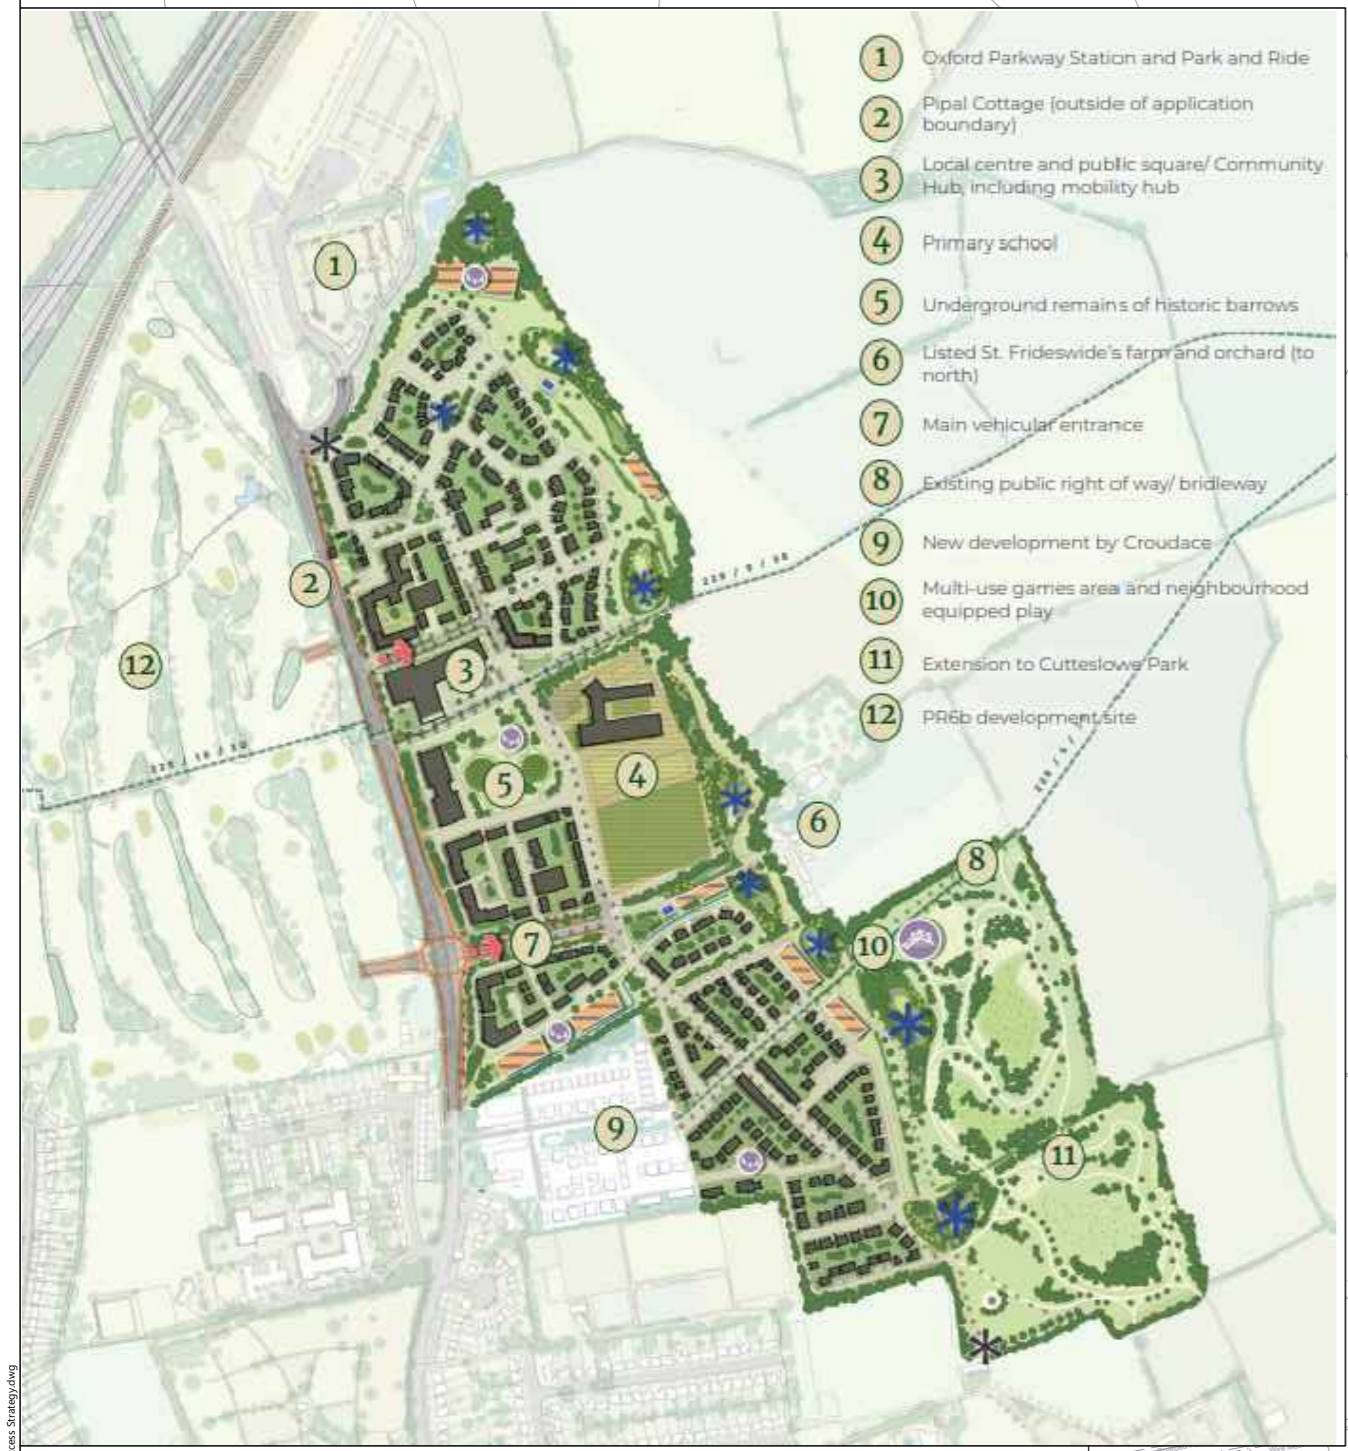 1 Oxford Parkway Station and Park and Ride
2 Pipal Cottage (outside of application
boundary)
3 Local centre and public square/ Community
Hub, including mobility hub
4 Primary school
5 Underground remains of historic barrows
6 Listed St. Frideswide's farm and orchard (to
north)
7 Main vehicular entrance
8 Existing public right of way/ bridleway
9 New development by Croudace
10 Multi-use games area and neighbourhood
equipped play
11 Extension to Cutteslowe Park
12 PR6b development site
1
2
12
3
5
4
6
8
7
10
9
11
cess Strategy.dwg